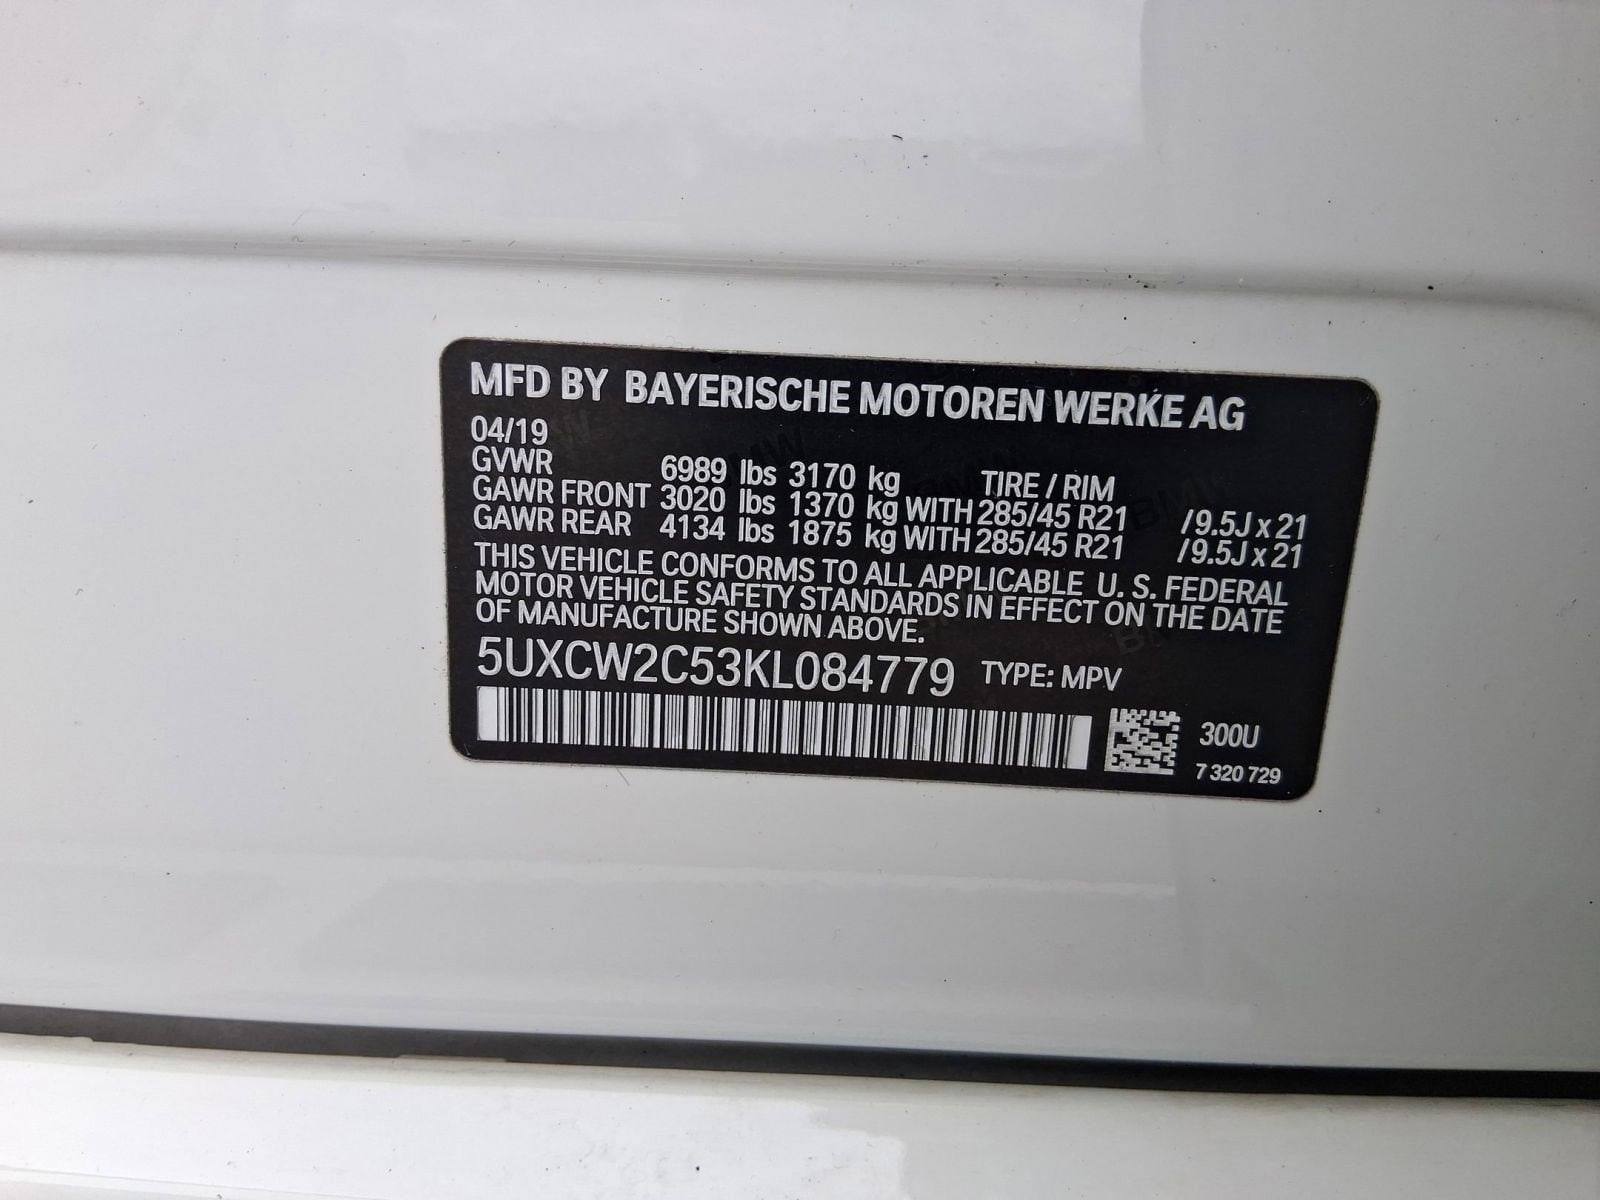 MFD BY BAYERISCHE MOTOREN WERKE AG
04/19
GVWR 6989 lbs 3170 kg TIRE / RIM
GAWR FRONT 3020 lbs 1370 kg WITH 285/45 R21 /9.5J x 21
GAWR REAR 4134 lbs 1875 kg WITH 285/45 R21 /9.5J x 21
THIS VEHICLE CONFORMS TO ALL APPLICABLE U. S. FEDERAL
MOTOR VEHICLE SAFETY STANDARDS IN EFFECT ON THE DATE
OF MANUFACTURE SHOWN ABOVE.
5UXCW2C53KL084779 TYPE: MPV
300U
7 320 729